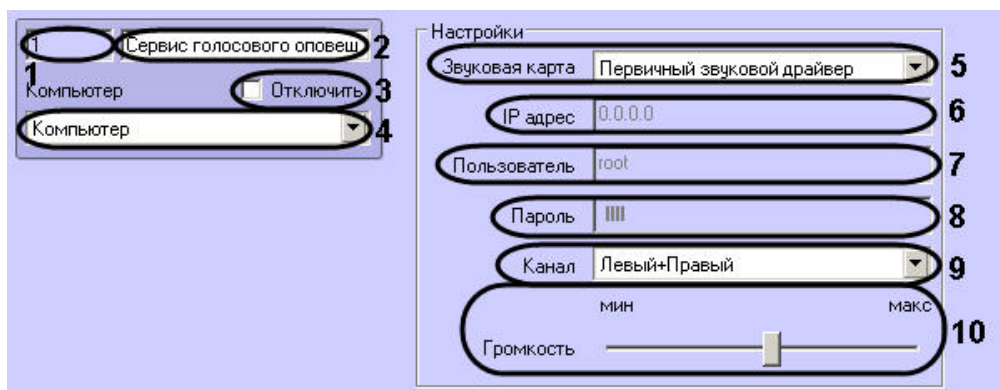 1
Сервис голосового оповещ
2
1
Компьютер
Отключить
3
Компьютер
4
Настройки
Звуковая карта
Первичный звуковой драйвер
5
IP адрес
0.0.0.0
6
Пользователь
root
7
Пароль
8
Канал
Левый+Правый
9
мин
макс
Громкость
10